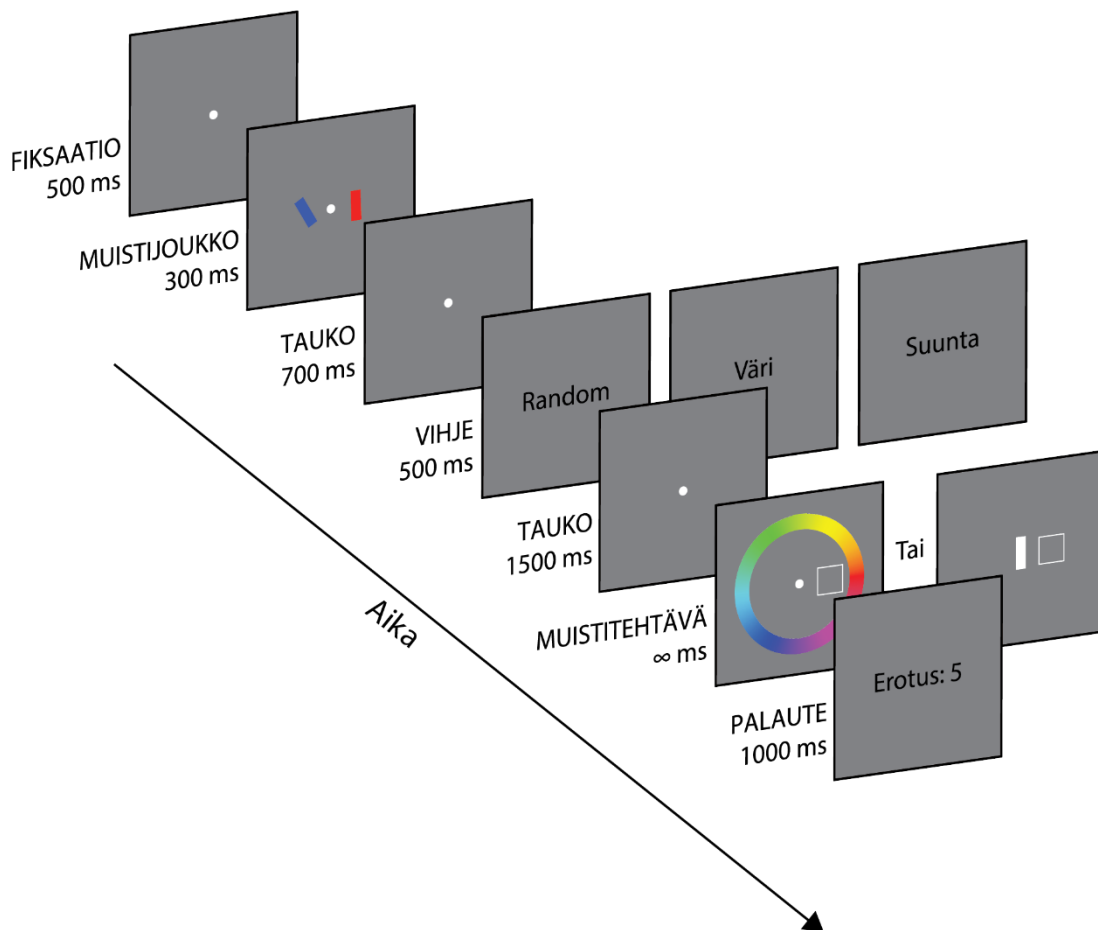 FIKSAATIO
500 ms
MUISTIJOUKKO
300 ms
TAUKO
700 ms
VIHJE
500 ms
Random
Väri
Suunta
TAUKO
1500 ms
MUISTITEHTÄVÄ
∞ ms
Tai
PALAUTE
1000 ms
Erotus: 5
Aika